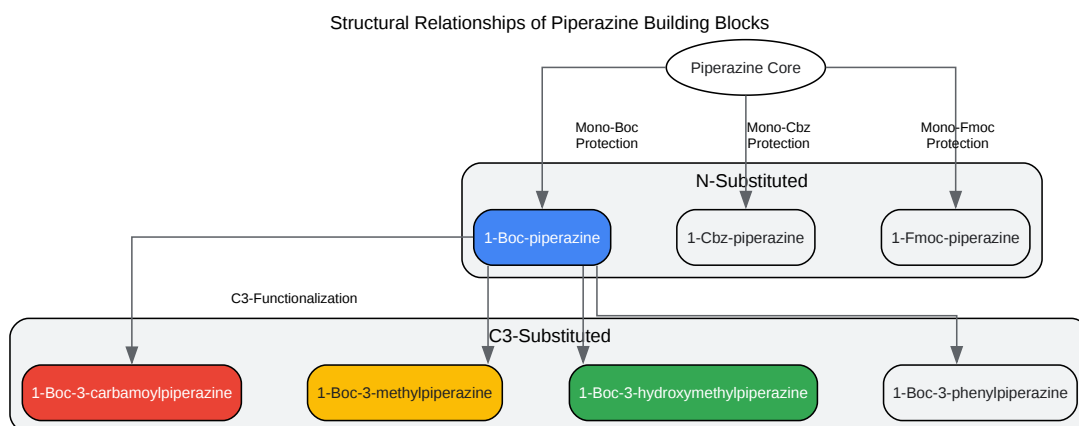 Structural Relationships of Piperazine Building Blocks
Piperazine Core
Mono-Boc
Protection
Mono-Cbz
Protection
Mono-Fmoc
Protection
N-Substituted
1-Boc-piperazine
1-Cbz-piperazine
1-Fmoc-piperazine
C3-Functionalization
C3-Substituted
1-Boc-3-carbamoylpiperazine
1-Boc-3-methylpiperazine
1-Boc-3-hydroxymethylpiperazine
1-Boc-3-phenylpiperazine